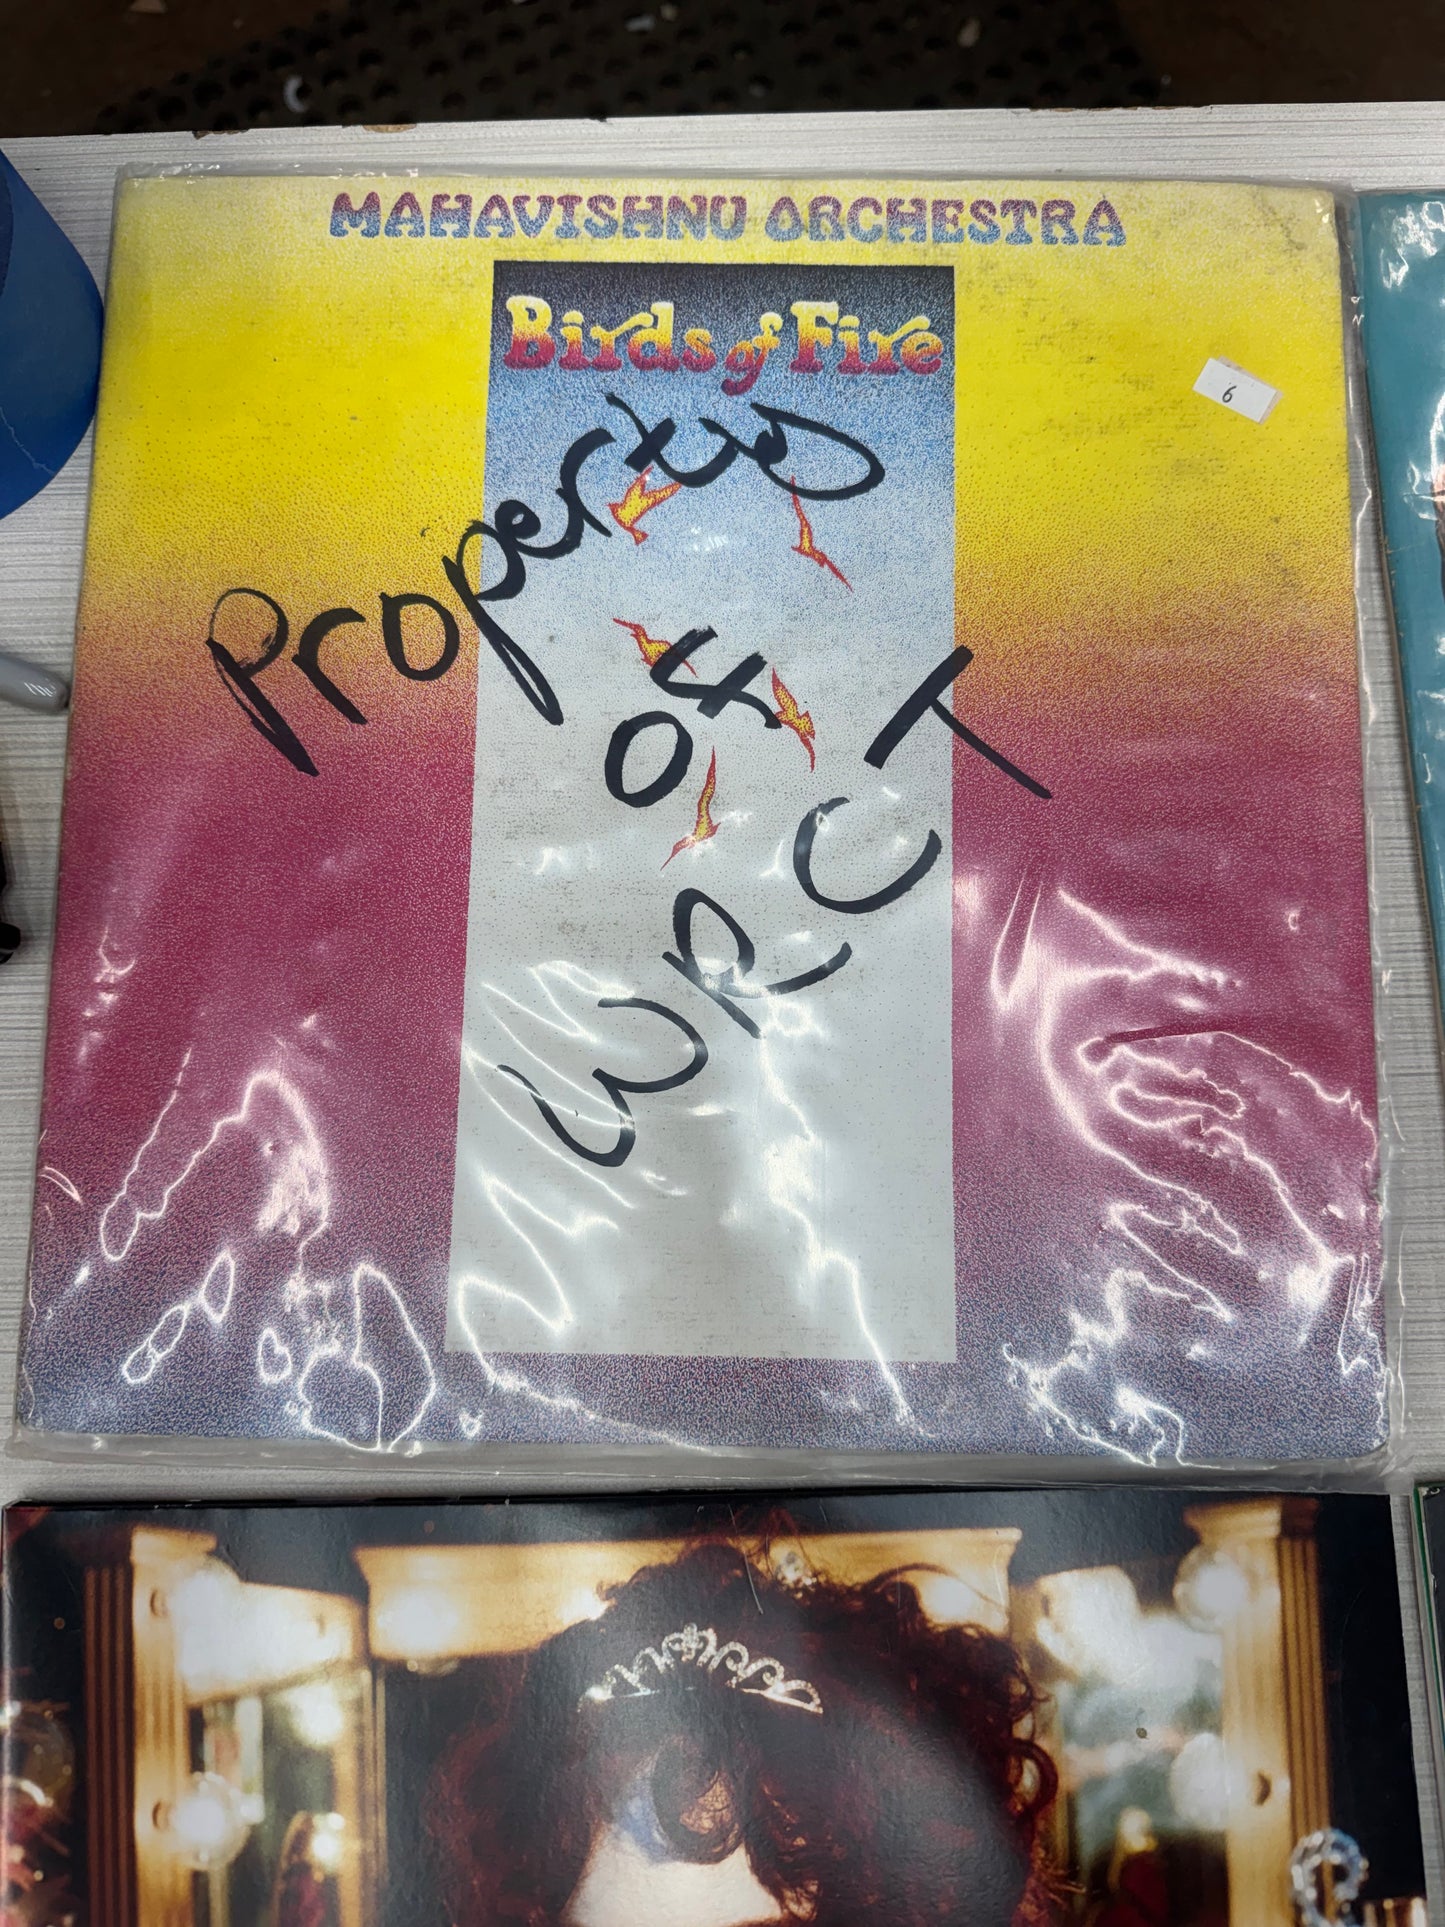 MAHAVISHNU ORCHESTRA
Birds of Fire
6
Property
of
WRCT